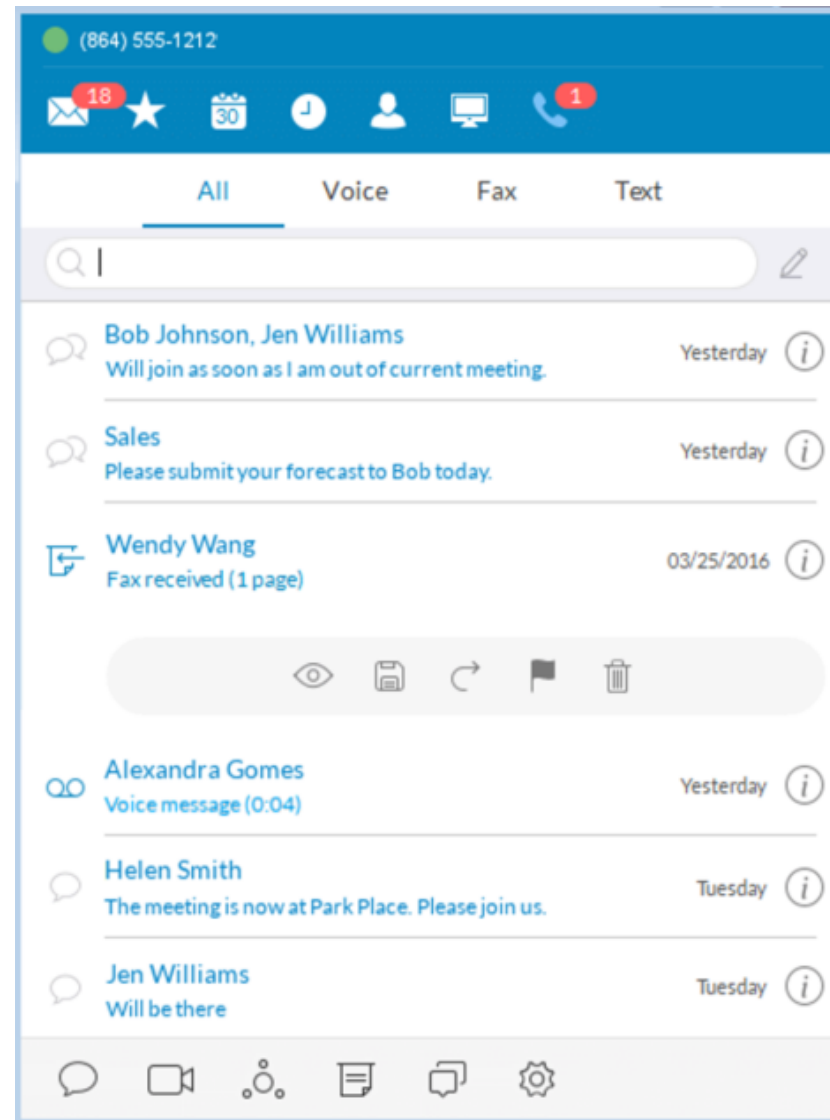 (864) 555-1212
18
30
1
All Voice Fax Text
Bob Johnson, Jen Williams
Will join as soon as I am out of current meeting.
Yesterday
Sales
Please submit your forecast to Bob today.
Yesterday
Wendy Wang
Fax received (1 page)
03/25/2016
Alexandra Gomes
Voice message (0:04)
Yesterday
Helen Smith
The meeting is now at Park Place. Please join us.
Tuesday
Jen Williams
Will be there
Tuesday